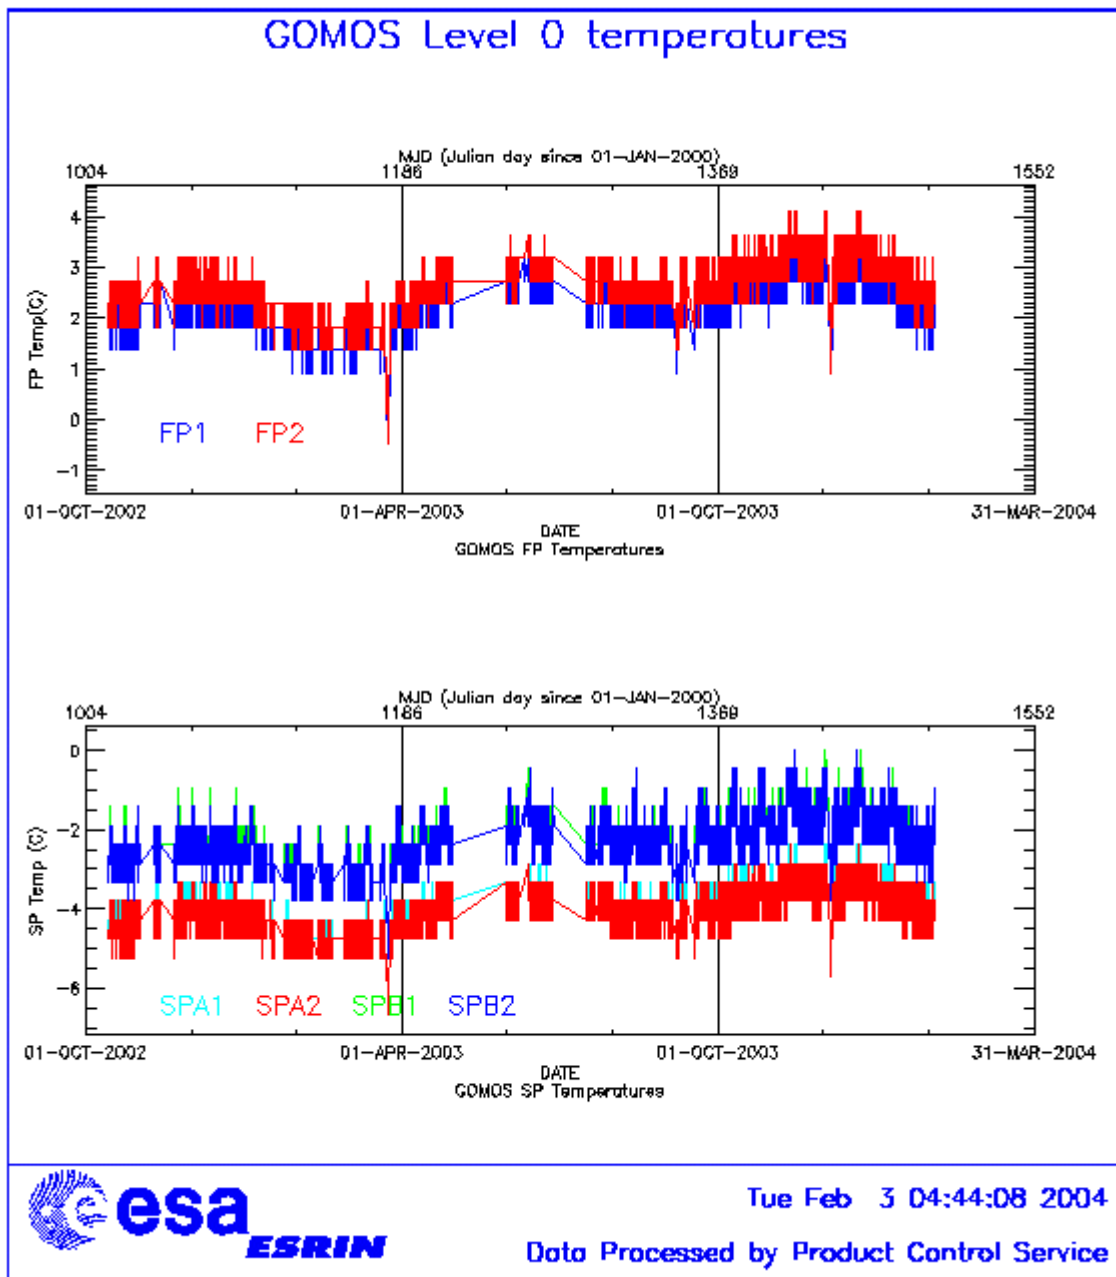 GOMOS Level 0 temperatures
MJD (Julian day since 01-JAN-2000)
1004 1186 1369 1552
4
3
2
1
0
-1
FP Temp(C)
FP1 FP2
01-OCT-2002 01-APR-2003 01-OCT-2003 31-MAR-2004
DATE
GOMOS FP Temperatures
MJD (Julian day since 01-JAN-2000)
1004 1186 1369 1552
0
-2
-4
-6
SP Temp (C)
SPA1 SPA2 SPB1 SPB2
01-OCT-2002 01-APR-2003 01-OCT-2003 31-MAR-2004
DATE
GOMOS SP Temperatures
esa
ESRIN
Tue Feb 3 04:44:08 2004
Data Processed by Product Control Service